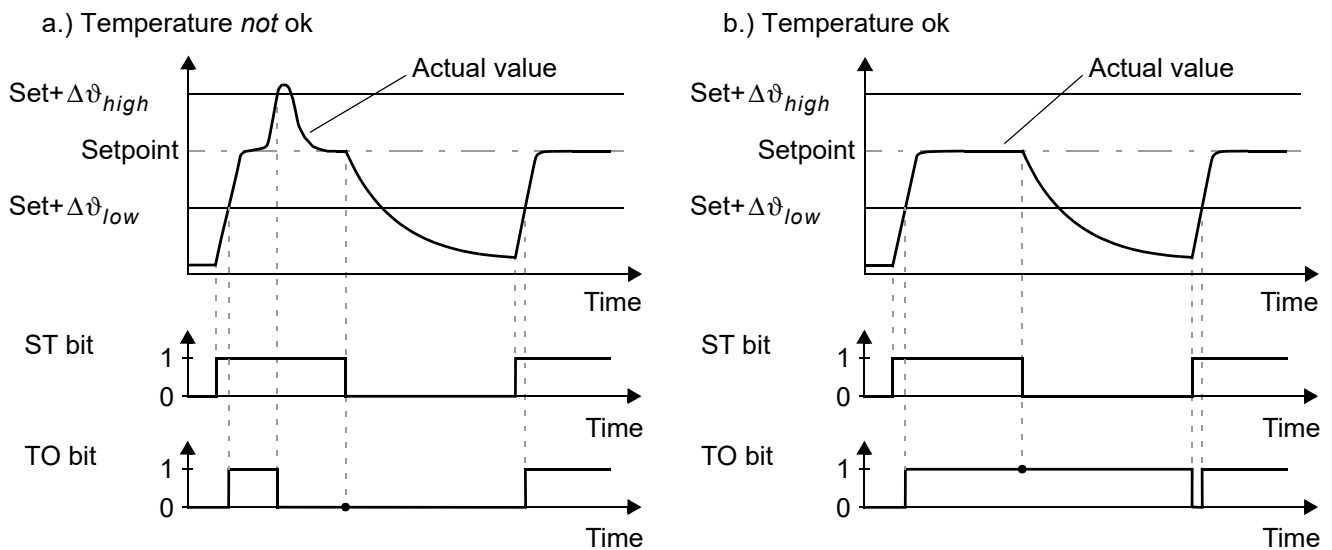 a.) Temperature not ok
Actual value
Set+Δϑhigh
Setpoint
Set+Δϑlow
Time
ST bit
1
0
Time
TO bit
1
0
Time
b.) Temperature ok
Actual value
Set+Δϑhigh
Setpoint
Set+Δϑlow
Time
ST bit
1
0
Time
TO bit
1
0
Time